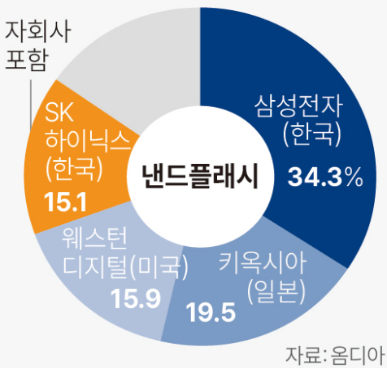 자회사
포함
SK
하이닉스
(한국)
15.1
삼성전자
(한국)
34.3%
낸드플래시
웨스턴
디지털(미국)
15.9
키옥시아
(일본)
19.5
자료: 옴디아